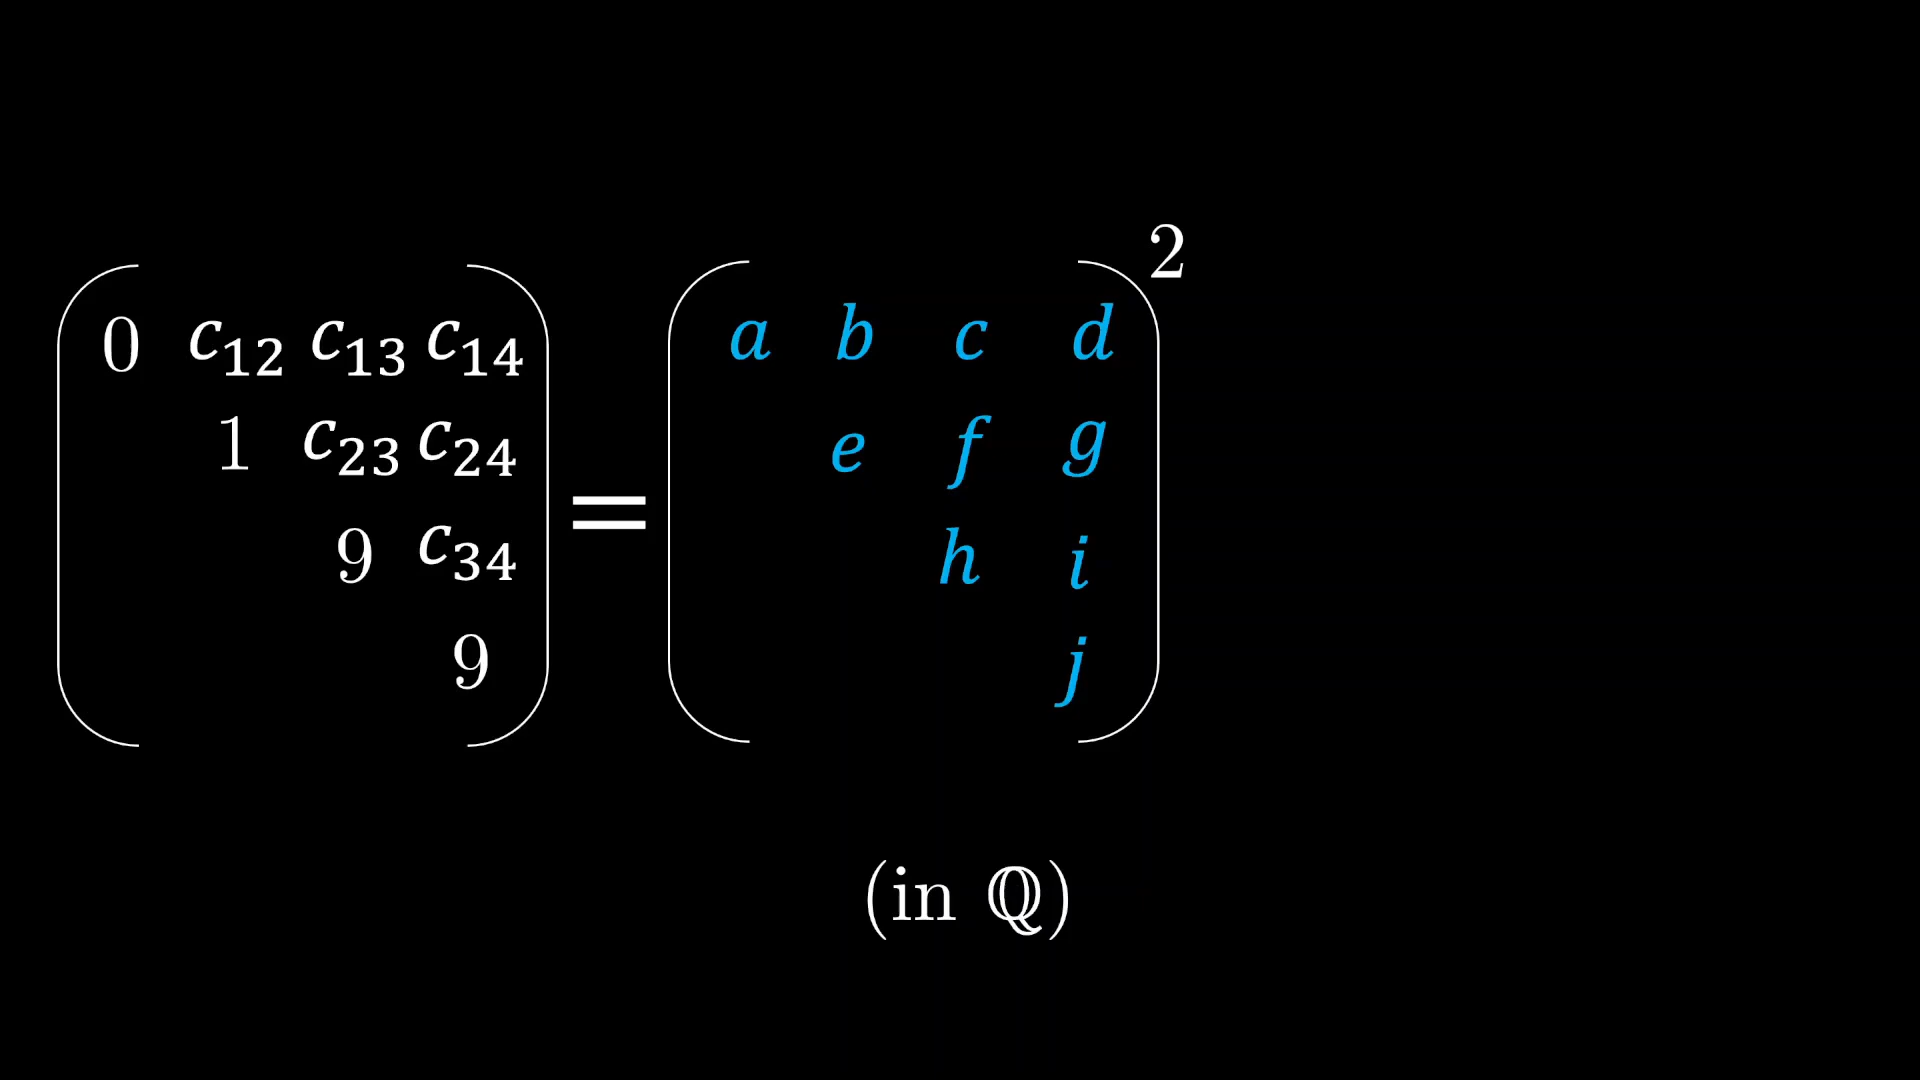 0 c₁₂ c₁₃ c₁₄
1 c₂₃ c₂₄
9 c₃₄
9
=
a b c d
e f g
h i
j
2
(in ℚ)